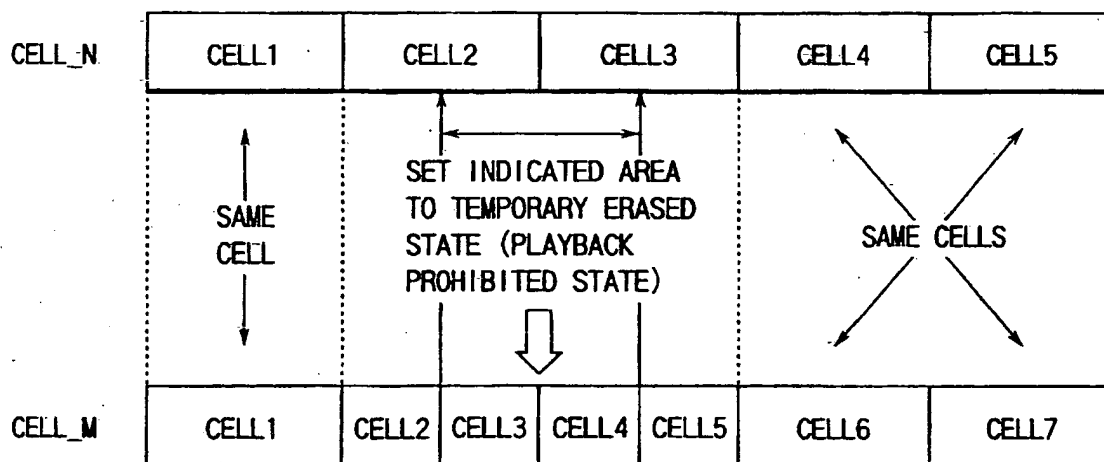 CELL_N CELL1 CELL2 CELL3 CELL4 CELL5
SET INDICATED AREA
TO TEMPORARY ERASED
STATE (PLAYBACK
PROHIBITED STATE)
SAME
CELL
SAME CELLS
CELL_M CELL1 CELL2 CELL3 CELL4 CELL5 CELL6 CELL7